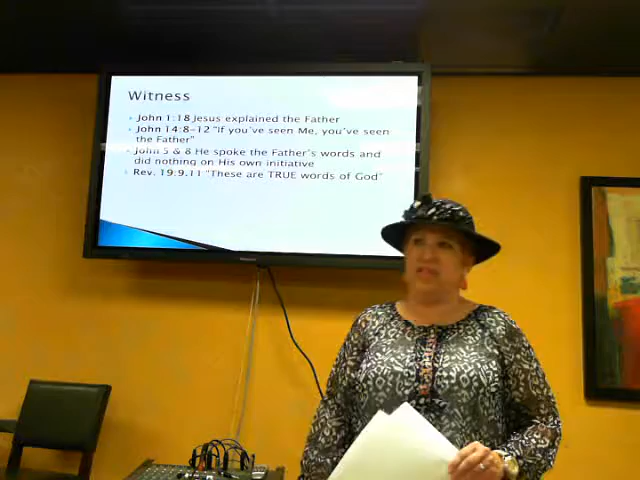 Witness
John 1:18 Jesus explained the Father
John 14:8-12 "If you've seen Me, you've seen
the Father"
John 5 & 8 He spoke the Father's words and
did nothing on His own initiative
Rev. 19:9,11 "These are TRUE words of God"